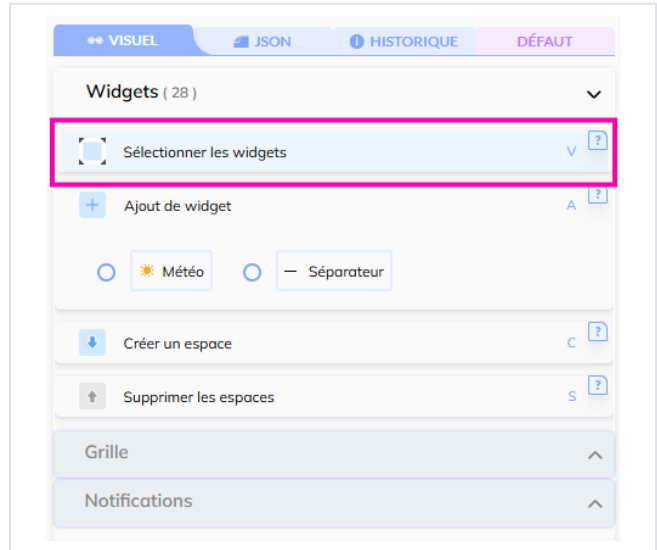 VISUEL JSON HISTORIQUE DÉFAUT
Widgets ( 28 )
Sélectionner les widgets V ?
Ajout de widget A ?
Météo Séparateur
Créer un espace C ?
Supprimer les espaces S ?
Grille
Notifications